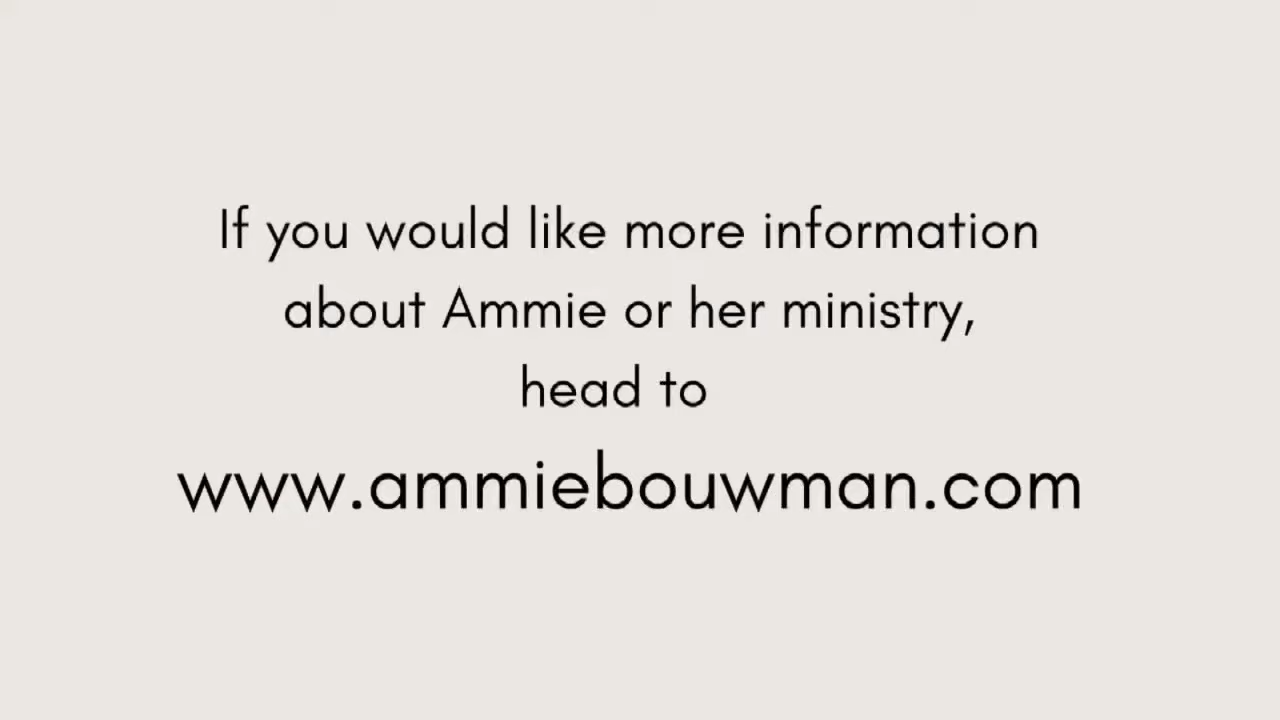 If you would like more information
about Ammie or her ministry,
head to
www.ammiebouwman.com